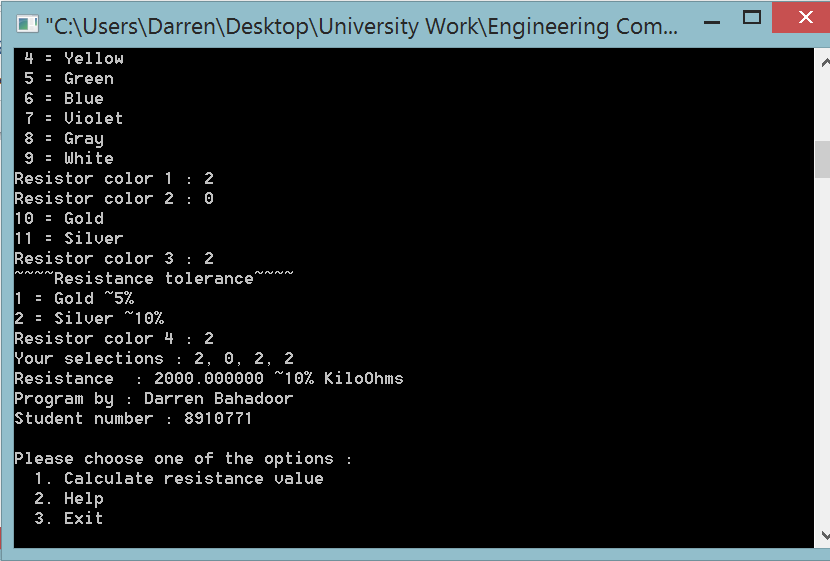 "C:\Users\Darren\Desktop\University Work\Engineering Com...
4 = Yellow
5 = Green
6 = Blue
7 = Violet
8 = Gray
9 = White
Resistor color 1 : 2
Resistor color 2 : 0
10 = Gold
11 = Silver
Resistor color 3 : 2
~~~~Resistance tolerance~~~~
1 = Gold ~5%
2 = Silver ~10%
Resistor color 4 : 2
Your selections : 2, 0, 2, 2
Resistance  : 2000.000000 ~10% KiloOhms
Program by : Darren Bahadoor
Student number : 8910771
Please choose one of the options :
1. Calculate resistance value
2. Help
3. Exit